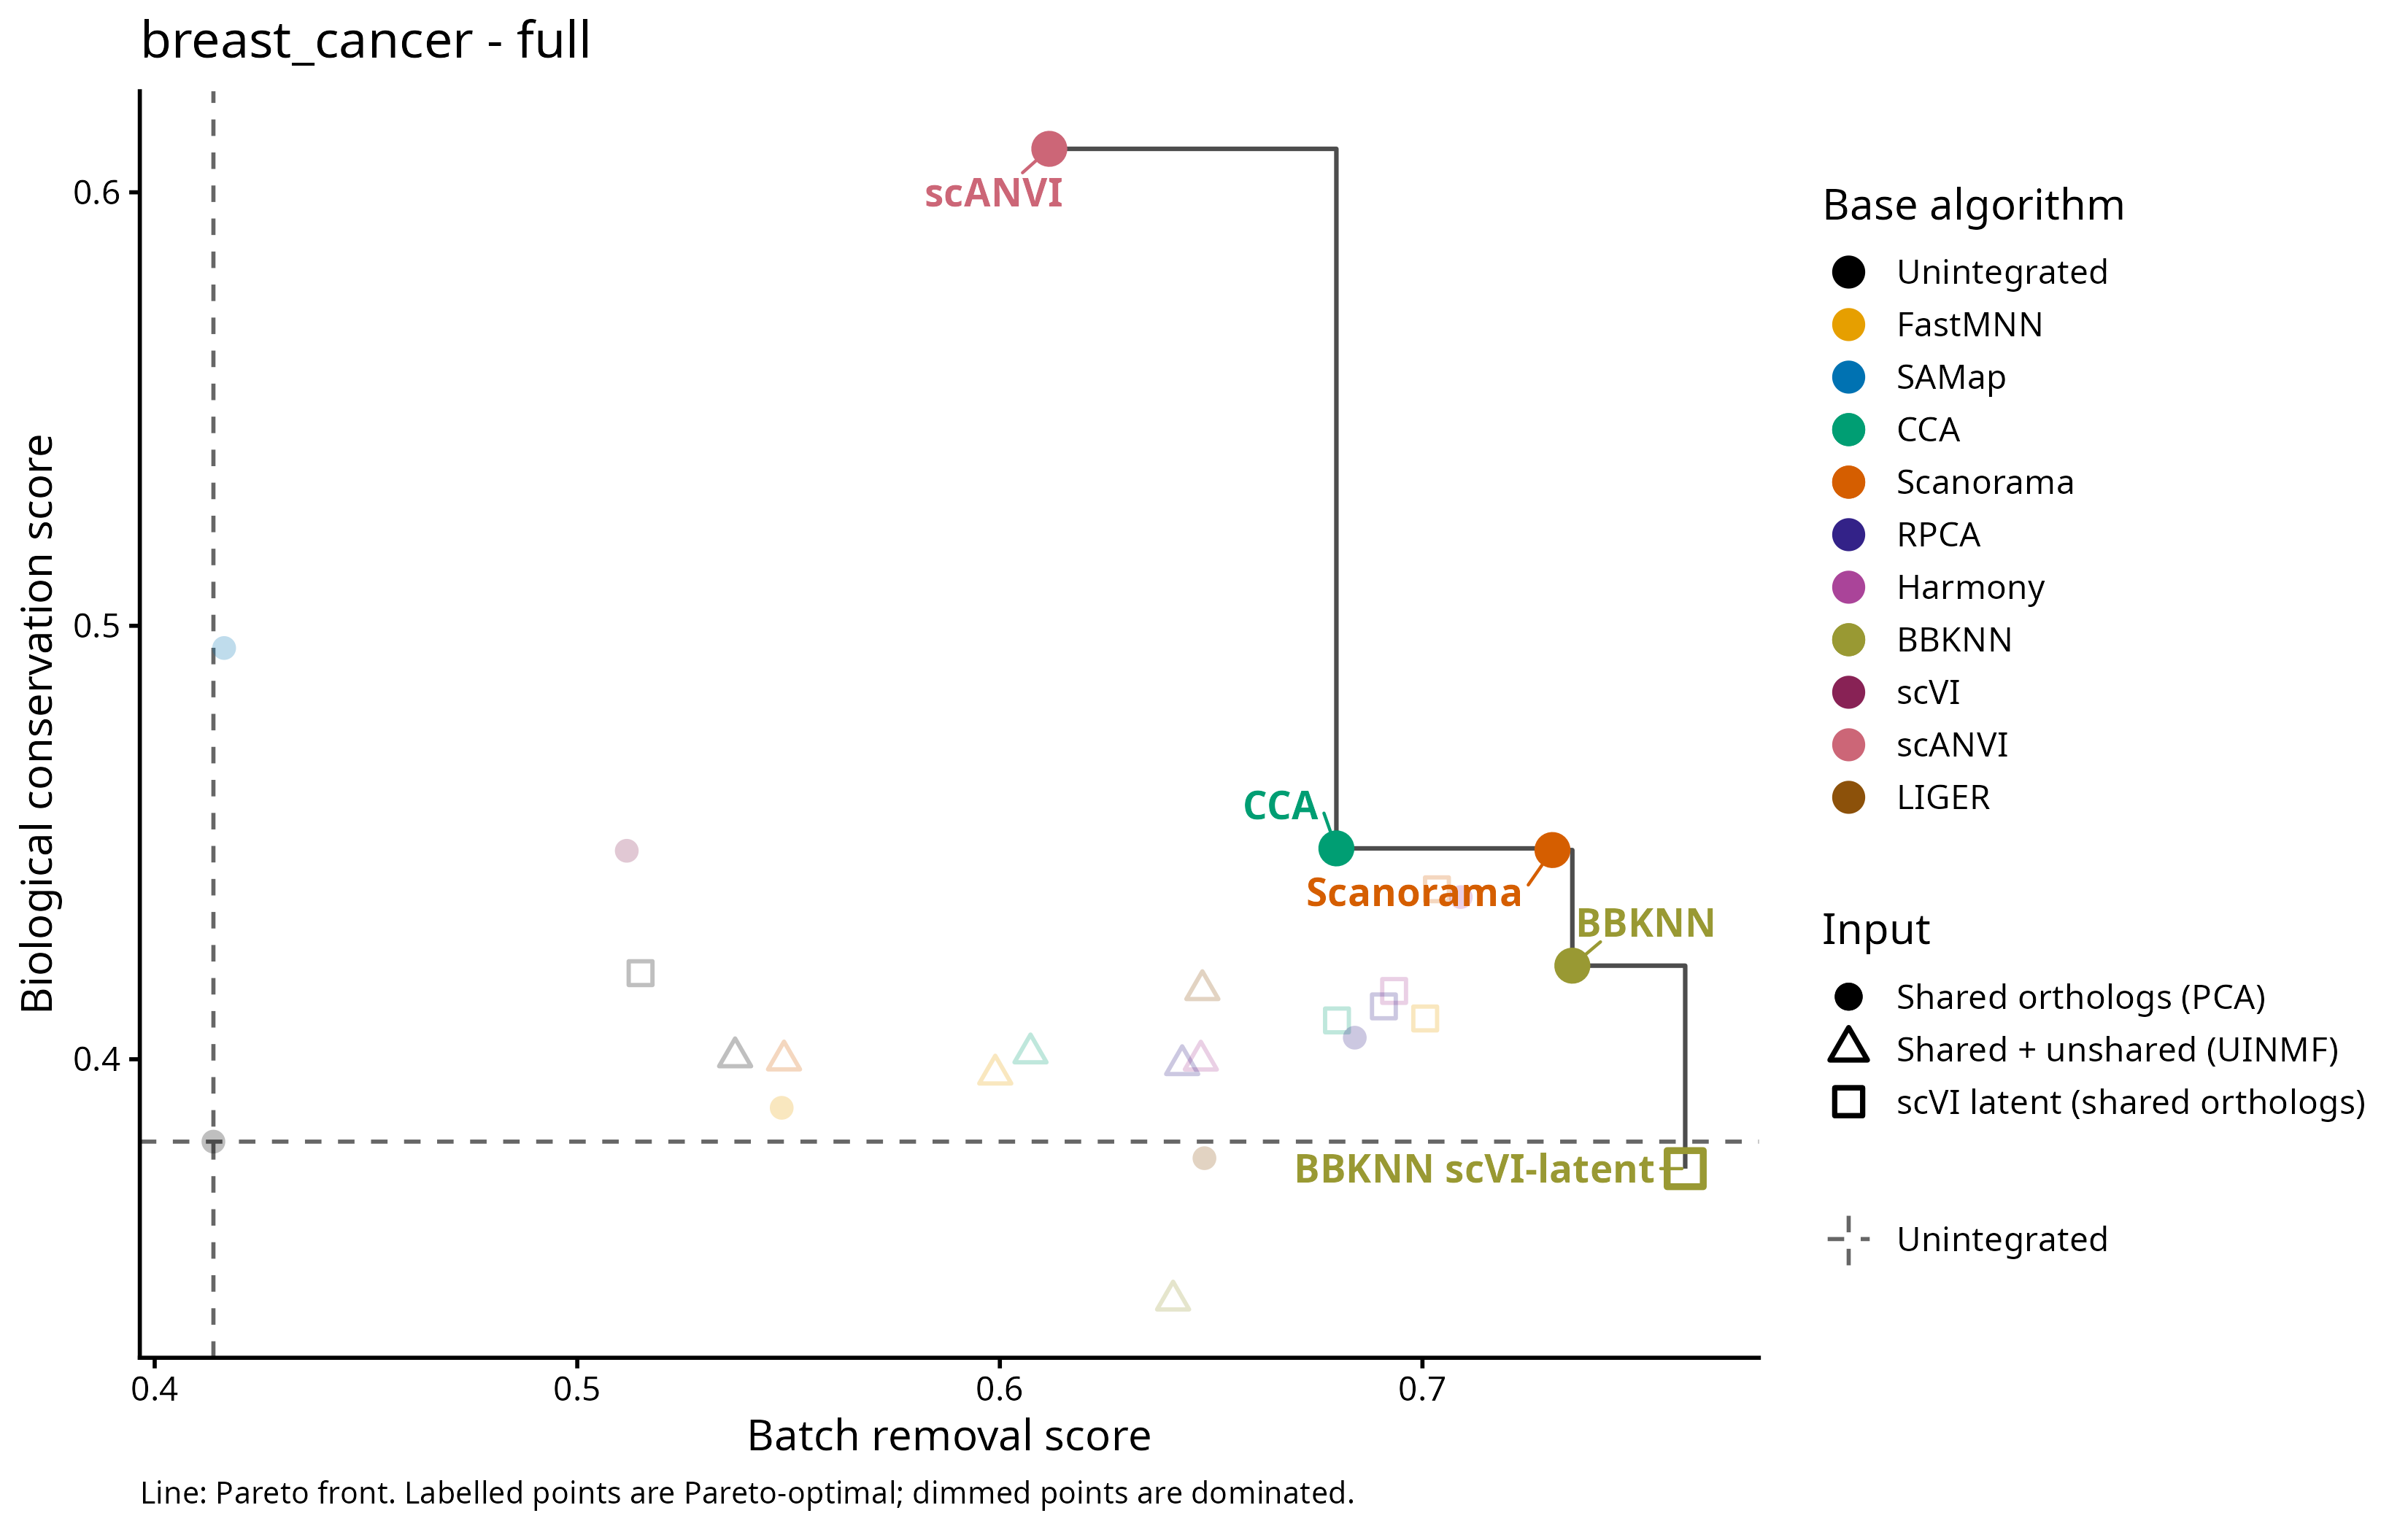 breast_cancer - full
Biological conservation score
0.6
0.5
0.4
scANVI
CCA
Scanorama
BBKNN
BBKNN scVI-latent
0.4
0.5
0.6
0.7
Batch removal score
Line: Pareto front. Labelled points are Pareto-optimal; dimmed points are dominated.
Base algorithm
Unintegrated
FastMNN
SAMap
CCA
Scanorama
RPCA
Harmony
BBKNN
scVI
scANVI
LIGER
Input
Shared orthologs (PCA)
Shared + unshared (UINMF)
scVI latent (shared orthologs)
Unintegrated